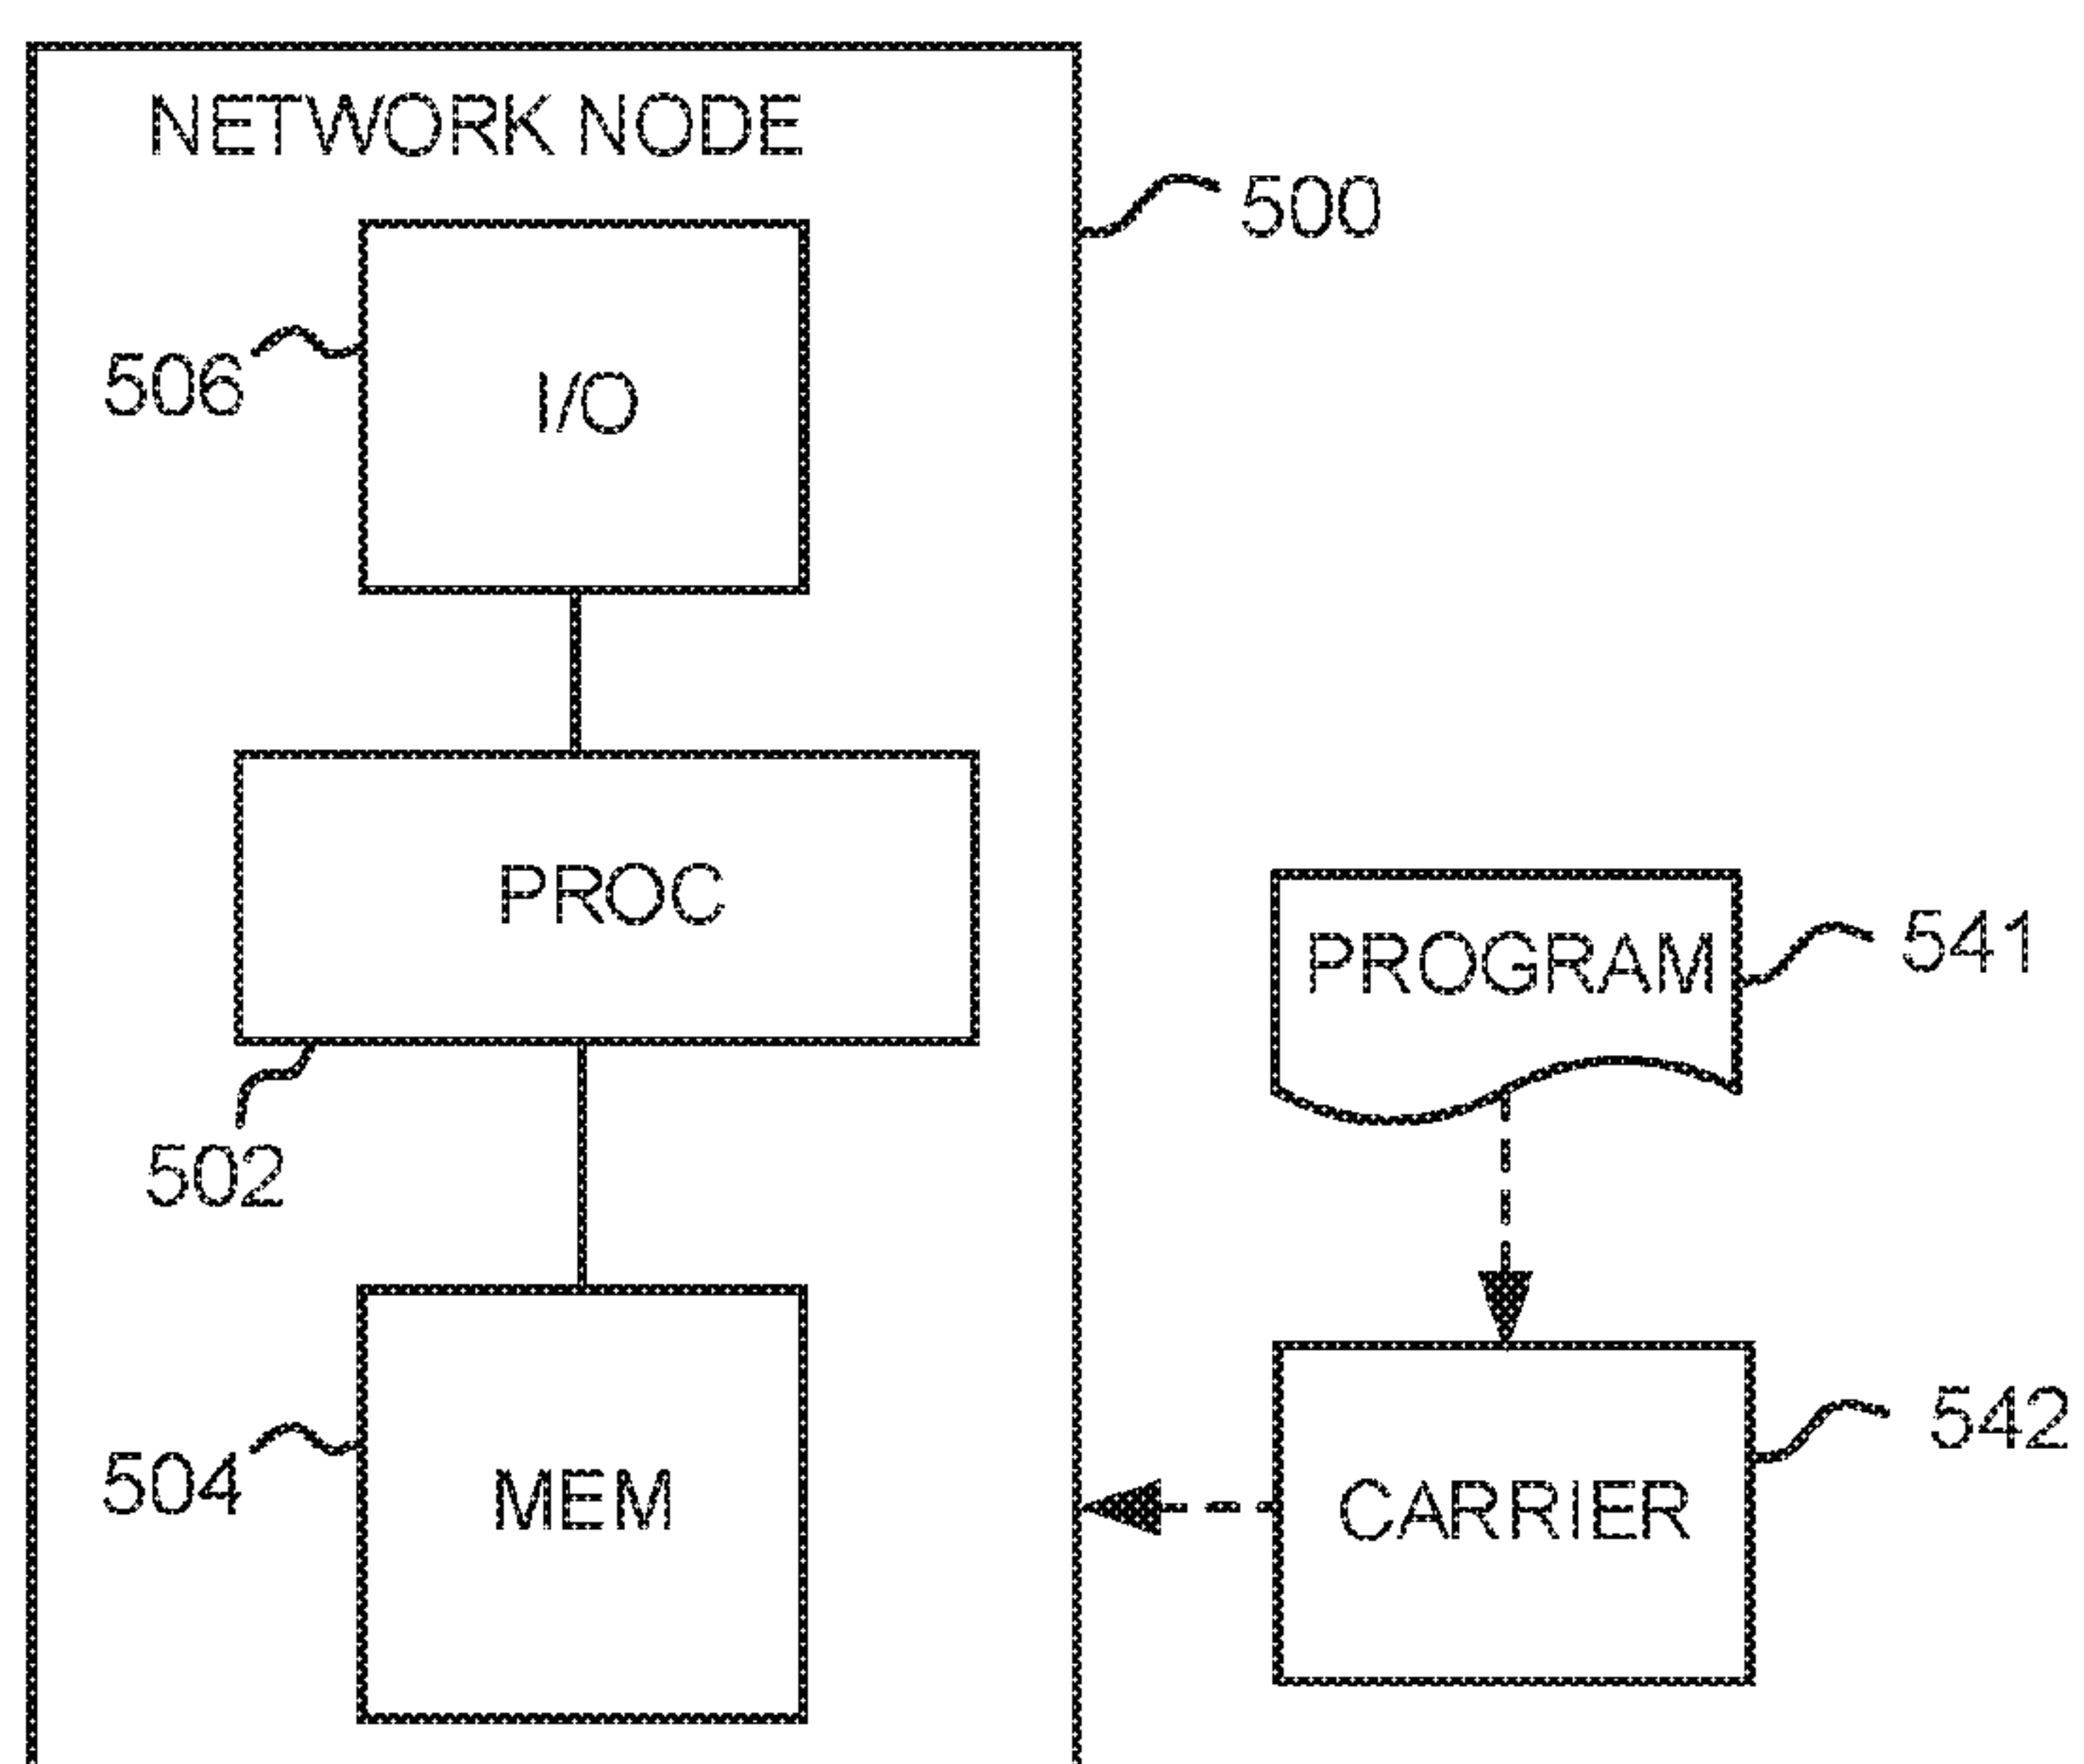 NETWORK NODE
500
506
I/O
PROC
502
PROGRAM
541
504
MEM
CARRIER
542